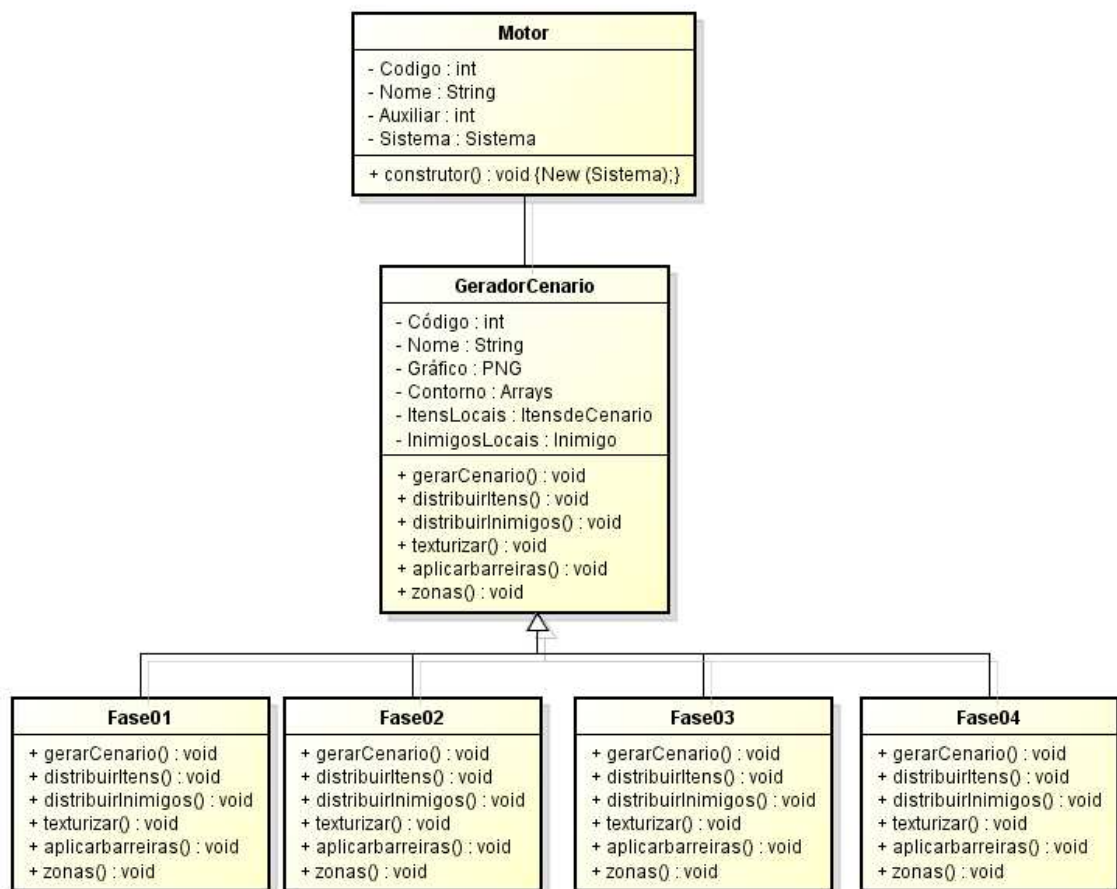 Motor
- Codigo : int
- Nome : String
- Auxiliar : int
- Sistema : Sistema
+ construtor() : void {New (Sistema);}
GeradorCenario
- Código : int
- Nome : String
- Gráfico : PNG
- Contorno : Arrays
- ItensLocais : ItensdeCenario
- InimigosLocais : Inimigo
+ gerarCenario() : void
+ distribuirItens() : void
+ distribuirInimigos() : void
+ texturizar() : void
+ aplicarbarreiras() : void
+ zonas() : void
Fase01
+ gerarCenario() : void
+ distribuirItens() : void
+ distribuirInimigos() : void
+ texturizar() : void
+ aplicarbarreiras() : void
+ zonas() : void
Fase02
+ gerarCenario() : void
+ distribuirItens() : void
+ distribuirInimigos() : void
+ texturizar() : void
+ aplicarbarreiras() : void
+ zonas() : void
Fase03
+ gerarCenario() : void
+ distribuirItens() : void
+ distribuirInimigos() : void
+ texturizar() : void
+ aplicarbarreiras() : void
+ zonas() : void
Fase04
+ gerarCenario() : void
+ distribuirItens() : void
+ distribuirInimigos() : void
+ texturizar() : void
+ aplicarbarreiras() : void
+ zonas() : void